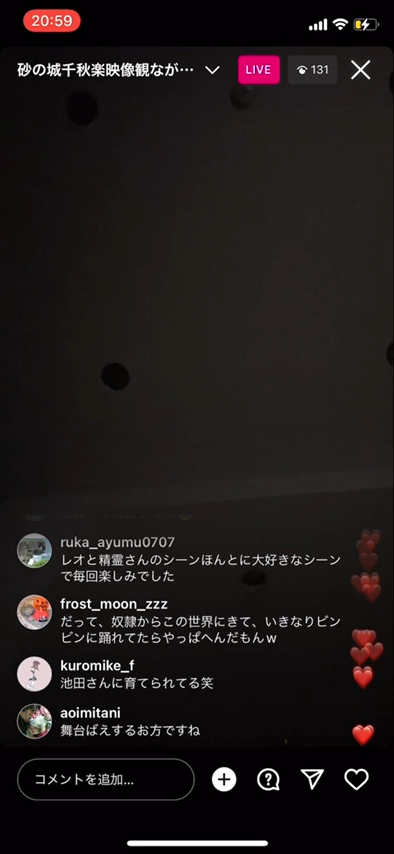 20:59
砂の城千秋楽映像観なが…
LIVE
131
ruka_ayumu0707
レオと精霊さんのシーンほんとに大好きなシーン
で毎回楽しみでした
frost_moon_zzz
だって、奴隷からこの世界にきて、いきなりビン
ビンに踊れてたらやっぱへんだもんw
kuromike_f
池田さんに育てられてる笑
aoimitani
舞台ばえするお方ですね
コメントを追加...